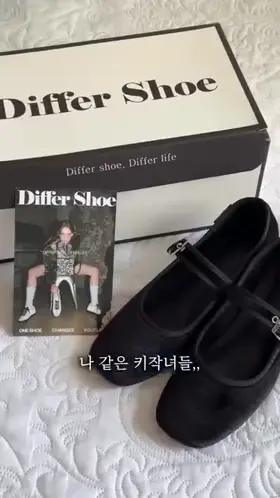 Differ Shoe
Differ shoe. Differ life
Differ Shoe
ONE SHOE CHANGES
나 같은 키작녀들,,